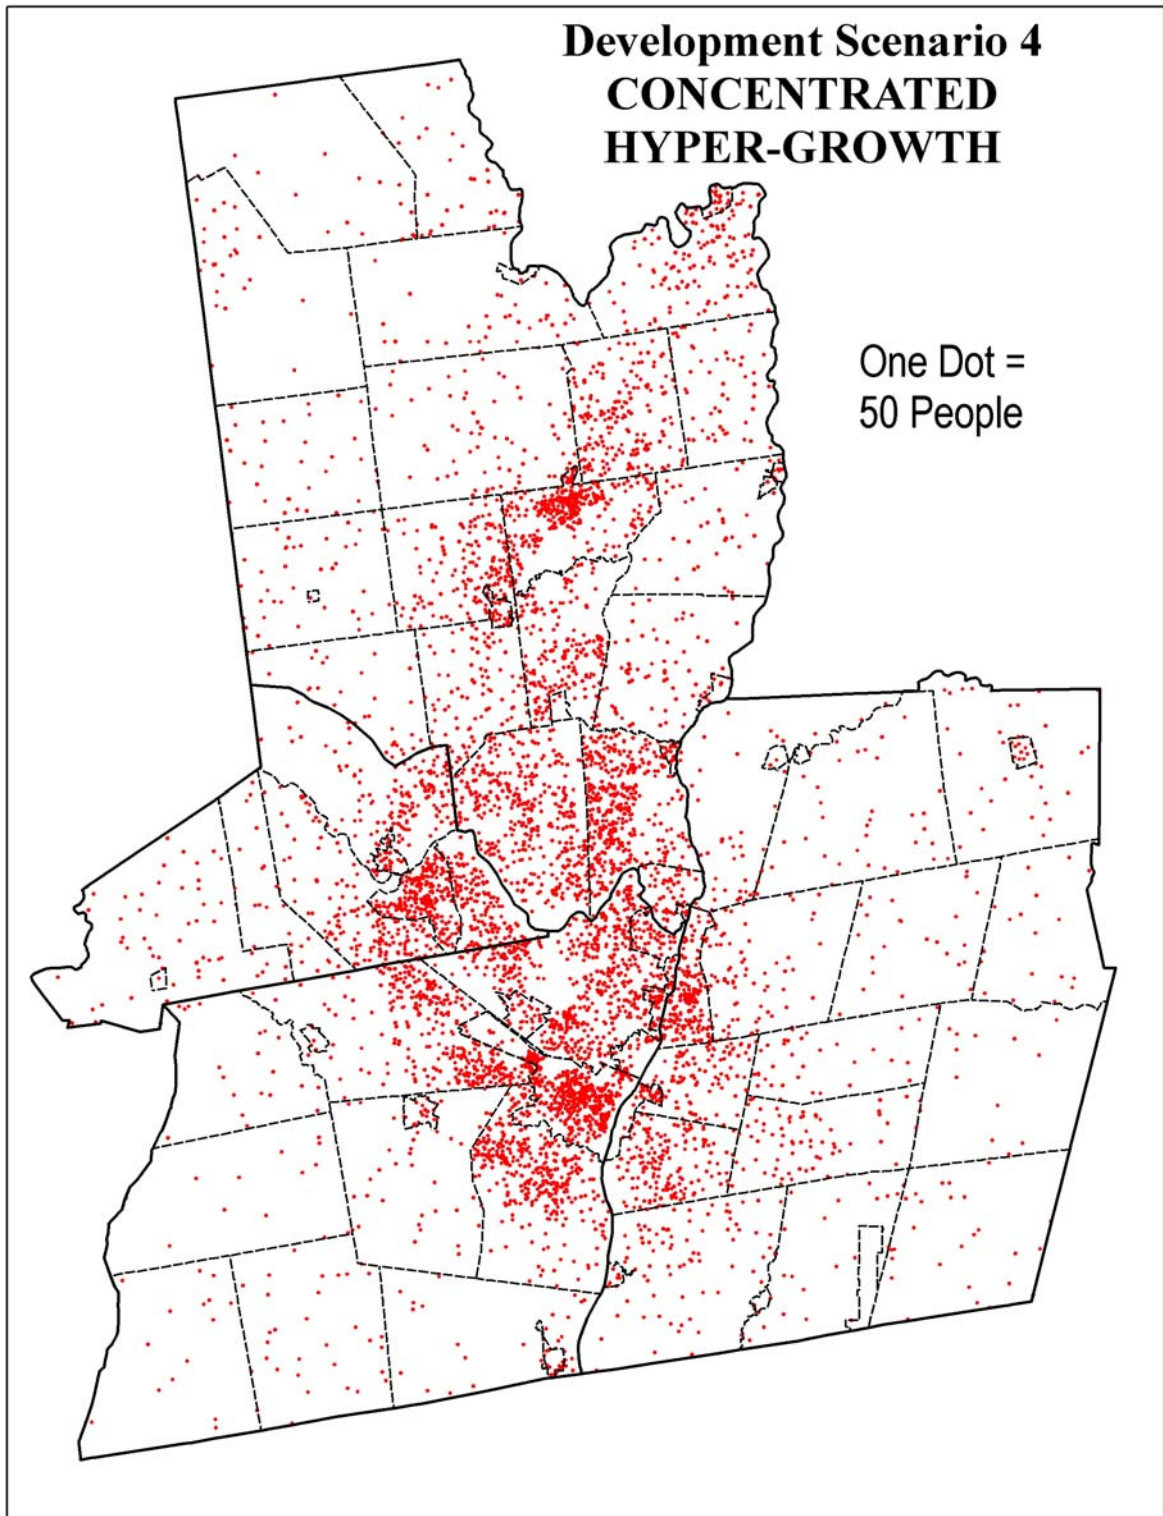 Development Scenario 4
CONCENTRATED
HYPER-GROWTH
One Dot =
50 People